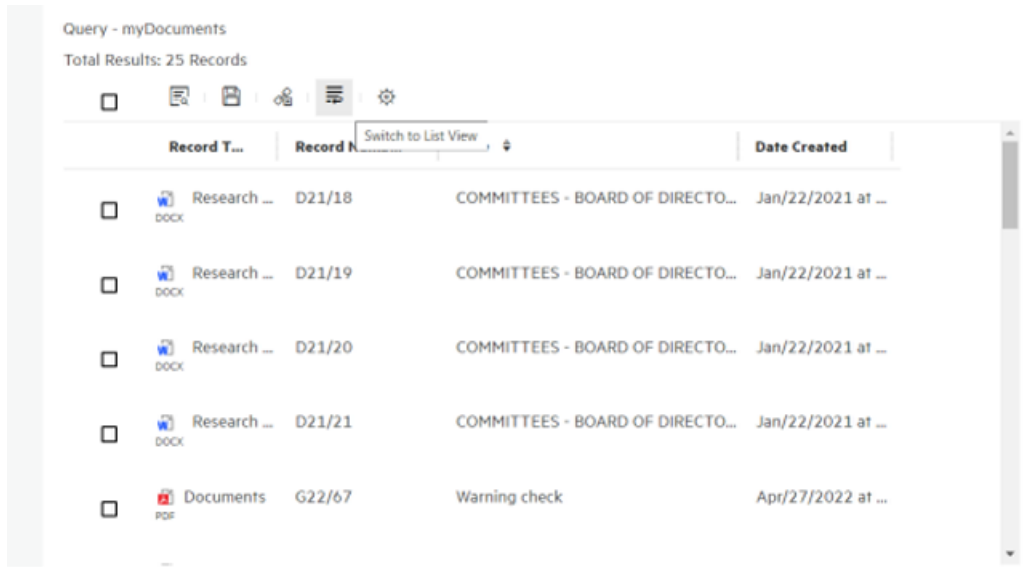 Query - myDocuments
Total Results: 25 Records
Switch to List View
Record T... Record Date Created
Research ... D21/18 COMMITTEES - BOARD OF DIRECTO... Jan/22/2021 at ...
DOCX
Research ... D21/19 COMMITTEES - BOARD OF DIRECTO... Jan/22/2021 at ...
DOCX
Research ... D21/20 COMMITTEES - BOARD OF DIRECTO... Jan/22/2021 at ...
DOCX
Research ... D21/21 COMMITTEES - BOARD OF DIRECTO... Jan/22/2021 at ...
DOCX
Documents G22/67 Warning check Apr/27/2022 at ...
PDF